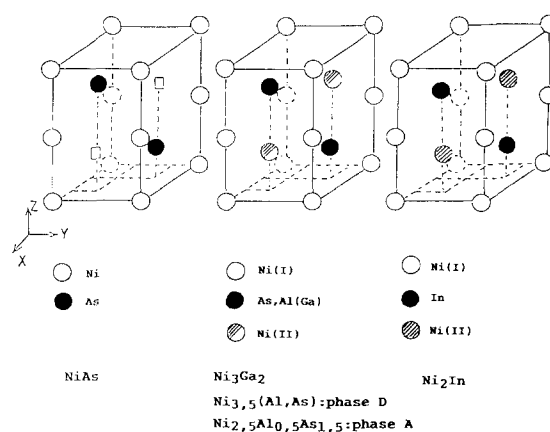 Z
Y
X
Ni
As
Ni(I)
As,Al(Ga)
Ni(II)
Ni(I)
In
Ni(II)
NiAs
Ni3Ga2
Ni3,5(Al,As):phase D
Ni2,5Al0,5As1,5:phase A
Ni2In